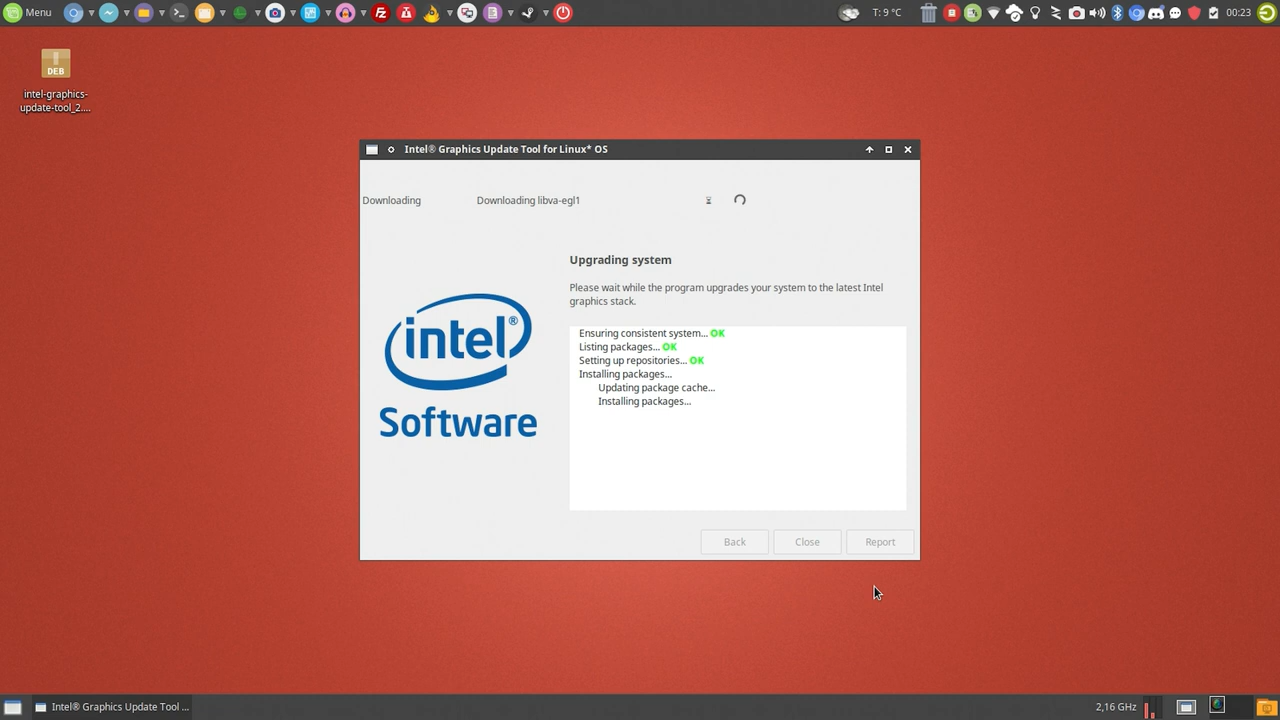 Menu
T: 9 °C
00:23
DEB
intel-graphics-
update-tool_2....
Intel® Graphics Update Tool for Linux* OS
Downloading
Downloading libva-egl1
Upgrading system
Please wait while the program upgrades your system to the latest Intel
graphics stack.
intel®
Software
Ensuring consistent system... OK
Listing packages... OK
Setting up repositories... OK
Installing packages...
Updating package cache...
Installing packages...
Back
Close
Report
Intel® Graphics Update Tool ...
2,16 GHz